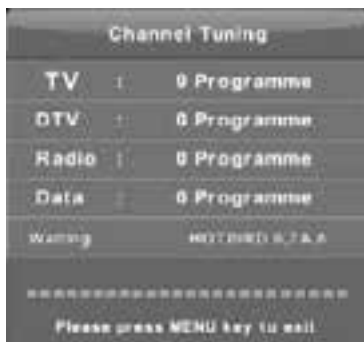 Channel Tuning
TV : 0 Programme
DTV : 0 Programme
Radio : 0 Programme
Data : 0 Programme
Waiting HOTBIRD
Please press MENU key to exit